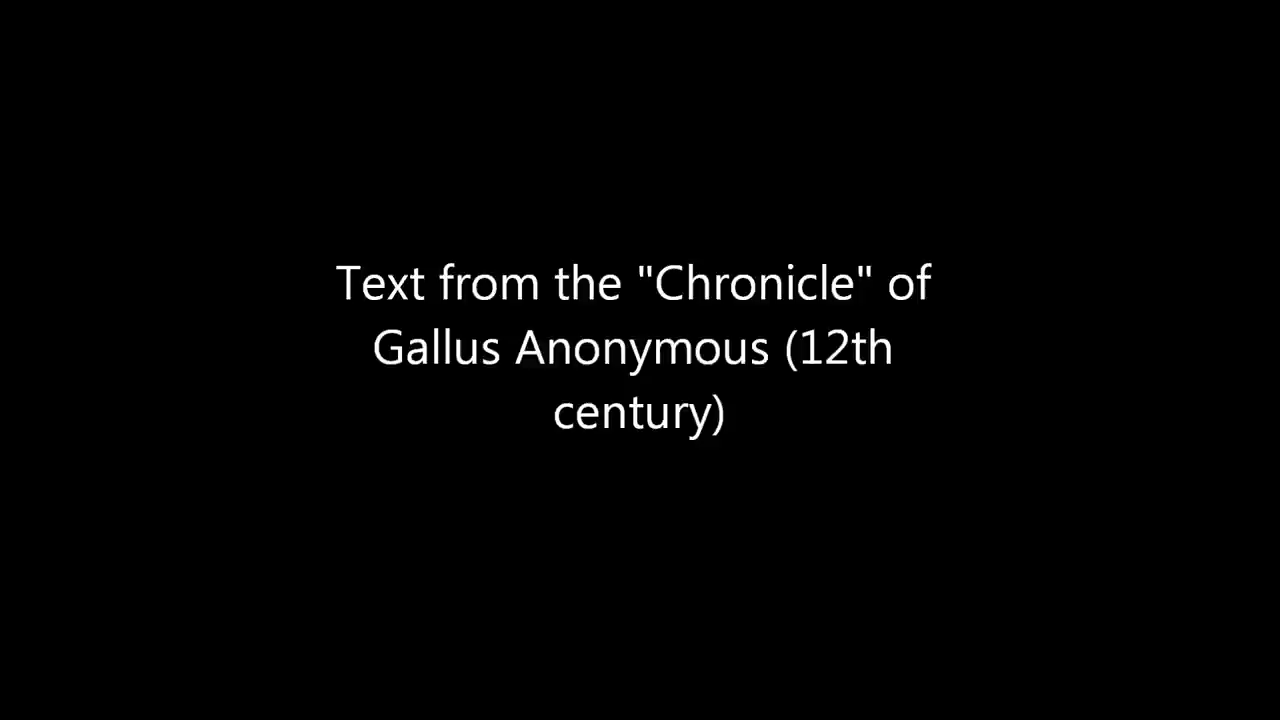 Text from the "Chronicle" of
Gallus Anonymous (12th
century)